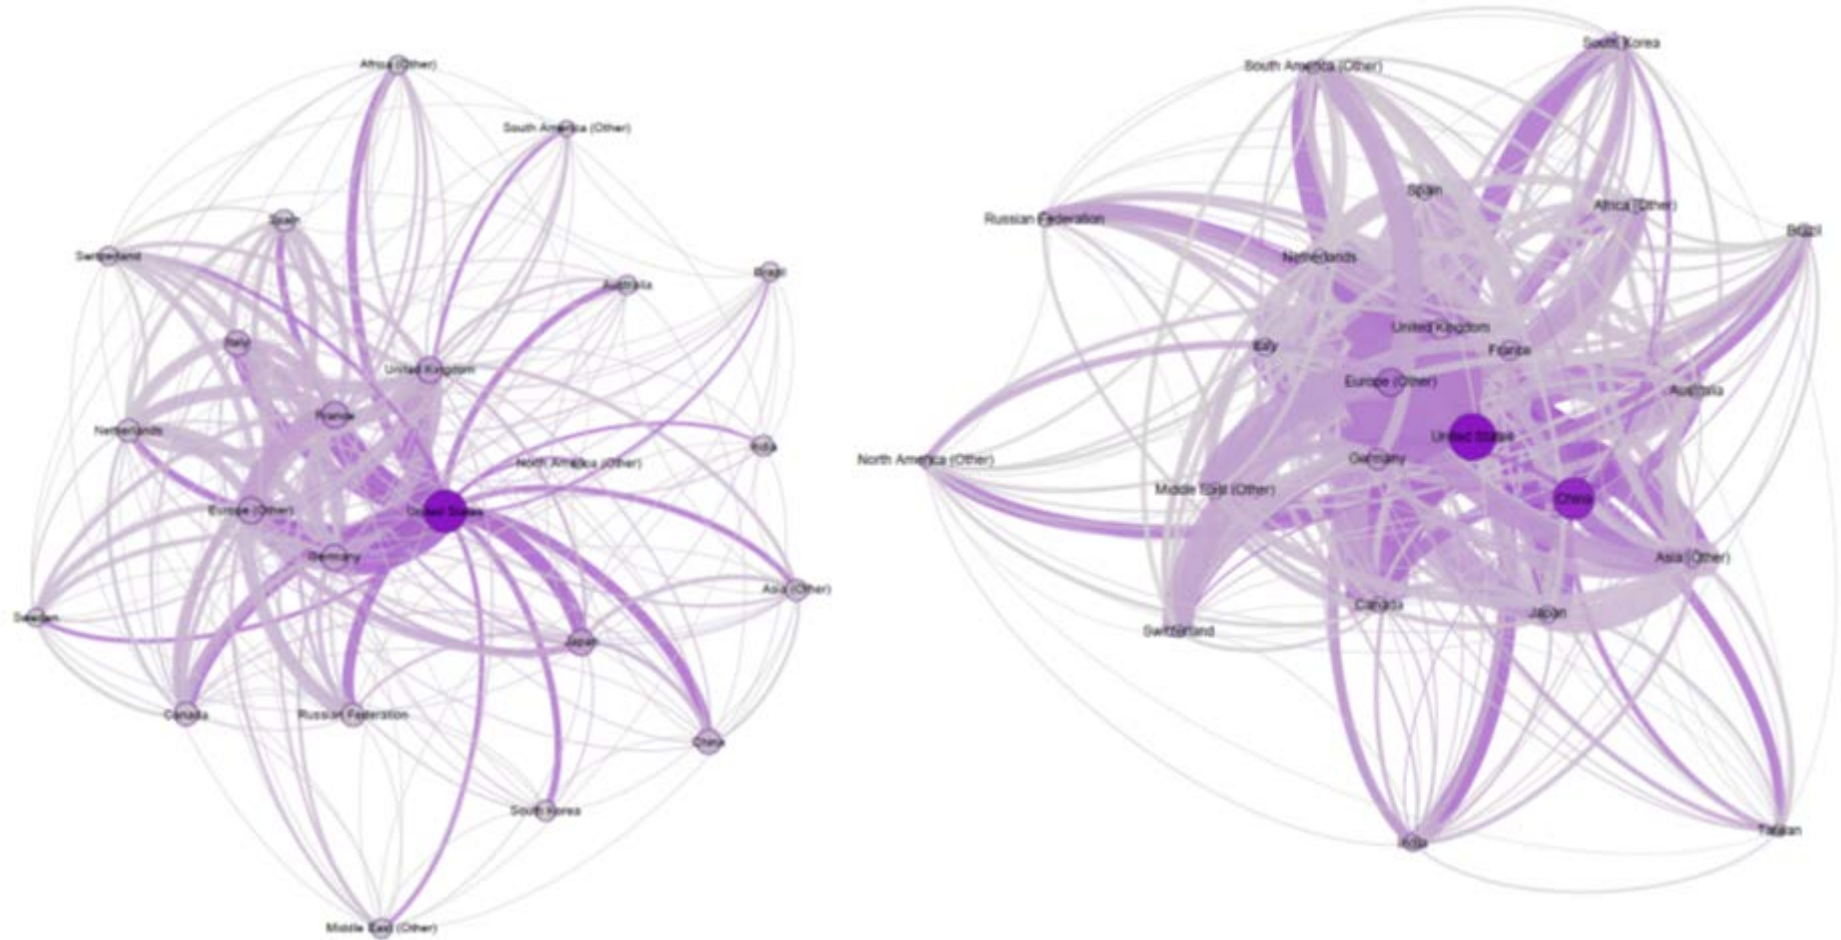 Africa (Other)
South America (Other)
Spain
Switzerland
Brazil
Australia
Italy
United Kingdom
France
Netherlands
India
North America (Other)
Europe (Other)
United States
Germany
Asia (Other)
Sweden
Japan
Canada
Russian Federation
China
South Korea
Middle East (Other)
South Korea
South America (Other)
Spain
Africa (Other)
Russian Federation
Brazil
Netherlands
United Kingdom
Italy
France
Europe (Other)
Australia
United States
North America (Other)
Germany
Middle East (Other)
China
Asia (Other)
Canada
Japan
Switzerland
Taiwan
India